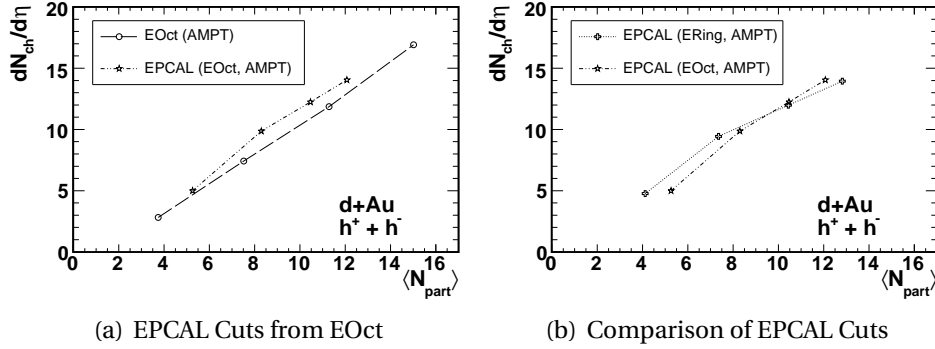 dN_ch/dη
20
15
10
5
0
EOct (AMPT)
EPCAL (EOct, AMPT)
d+Au
h⁺ + h⁻
0 2 4 6 8 10 12 14 16
⟨N_part⟩
(a) EPCAL Cuts from EOct
dN_ch/dη
20
15
10
5
0
EPCAL (ERing, AMPT)
EPCAL (EOct, AMPT)
d+Au
h⁺ + h⁻
0 2 4 6 8 10 12 14 16
⟨N_part⟩
(b) Comparison of EPCAL Cuts